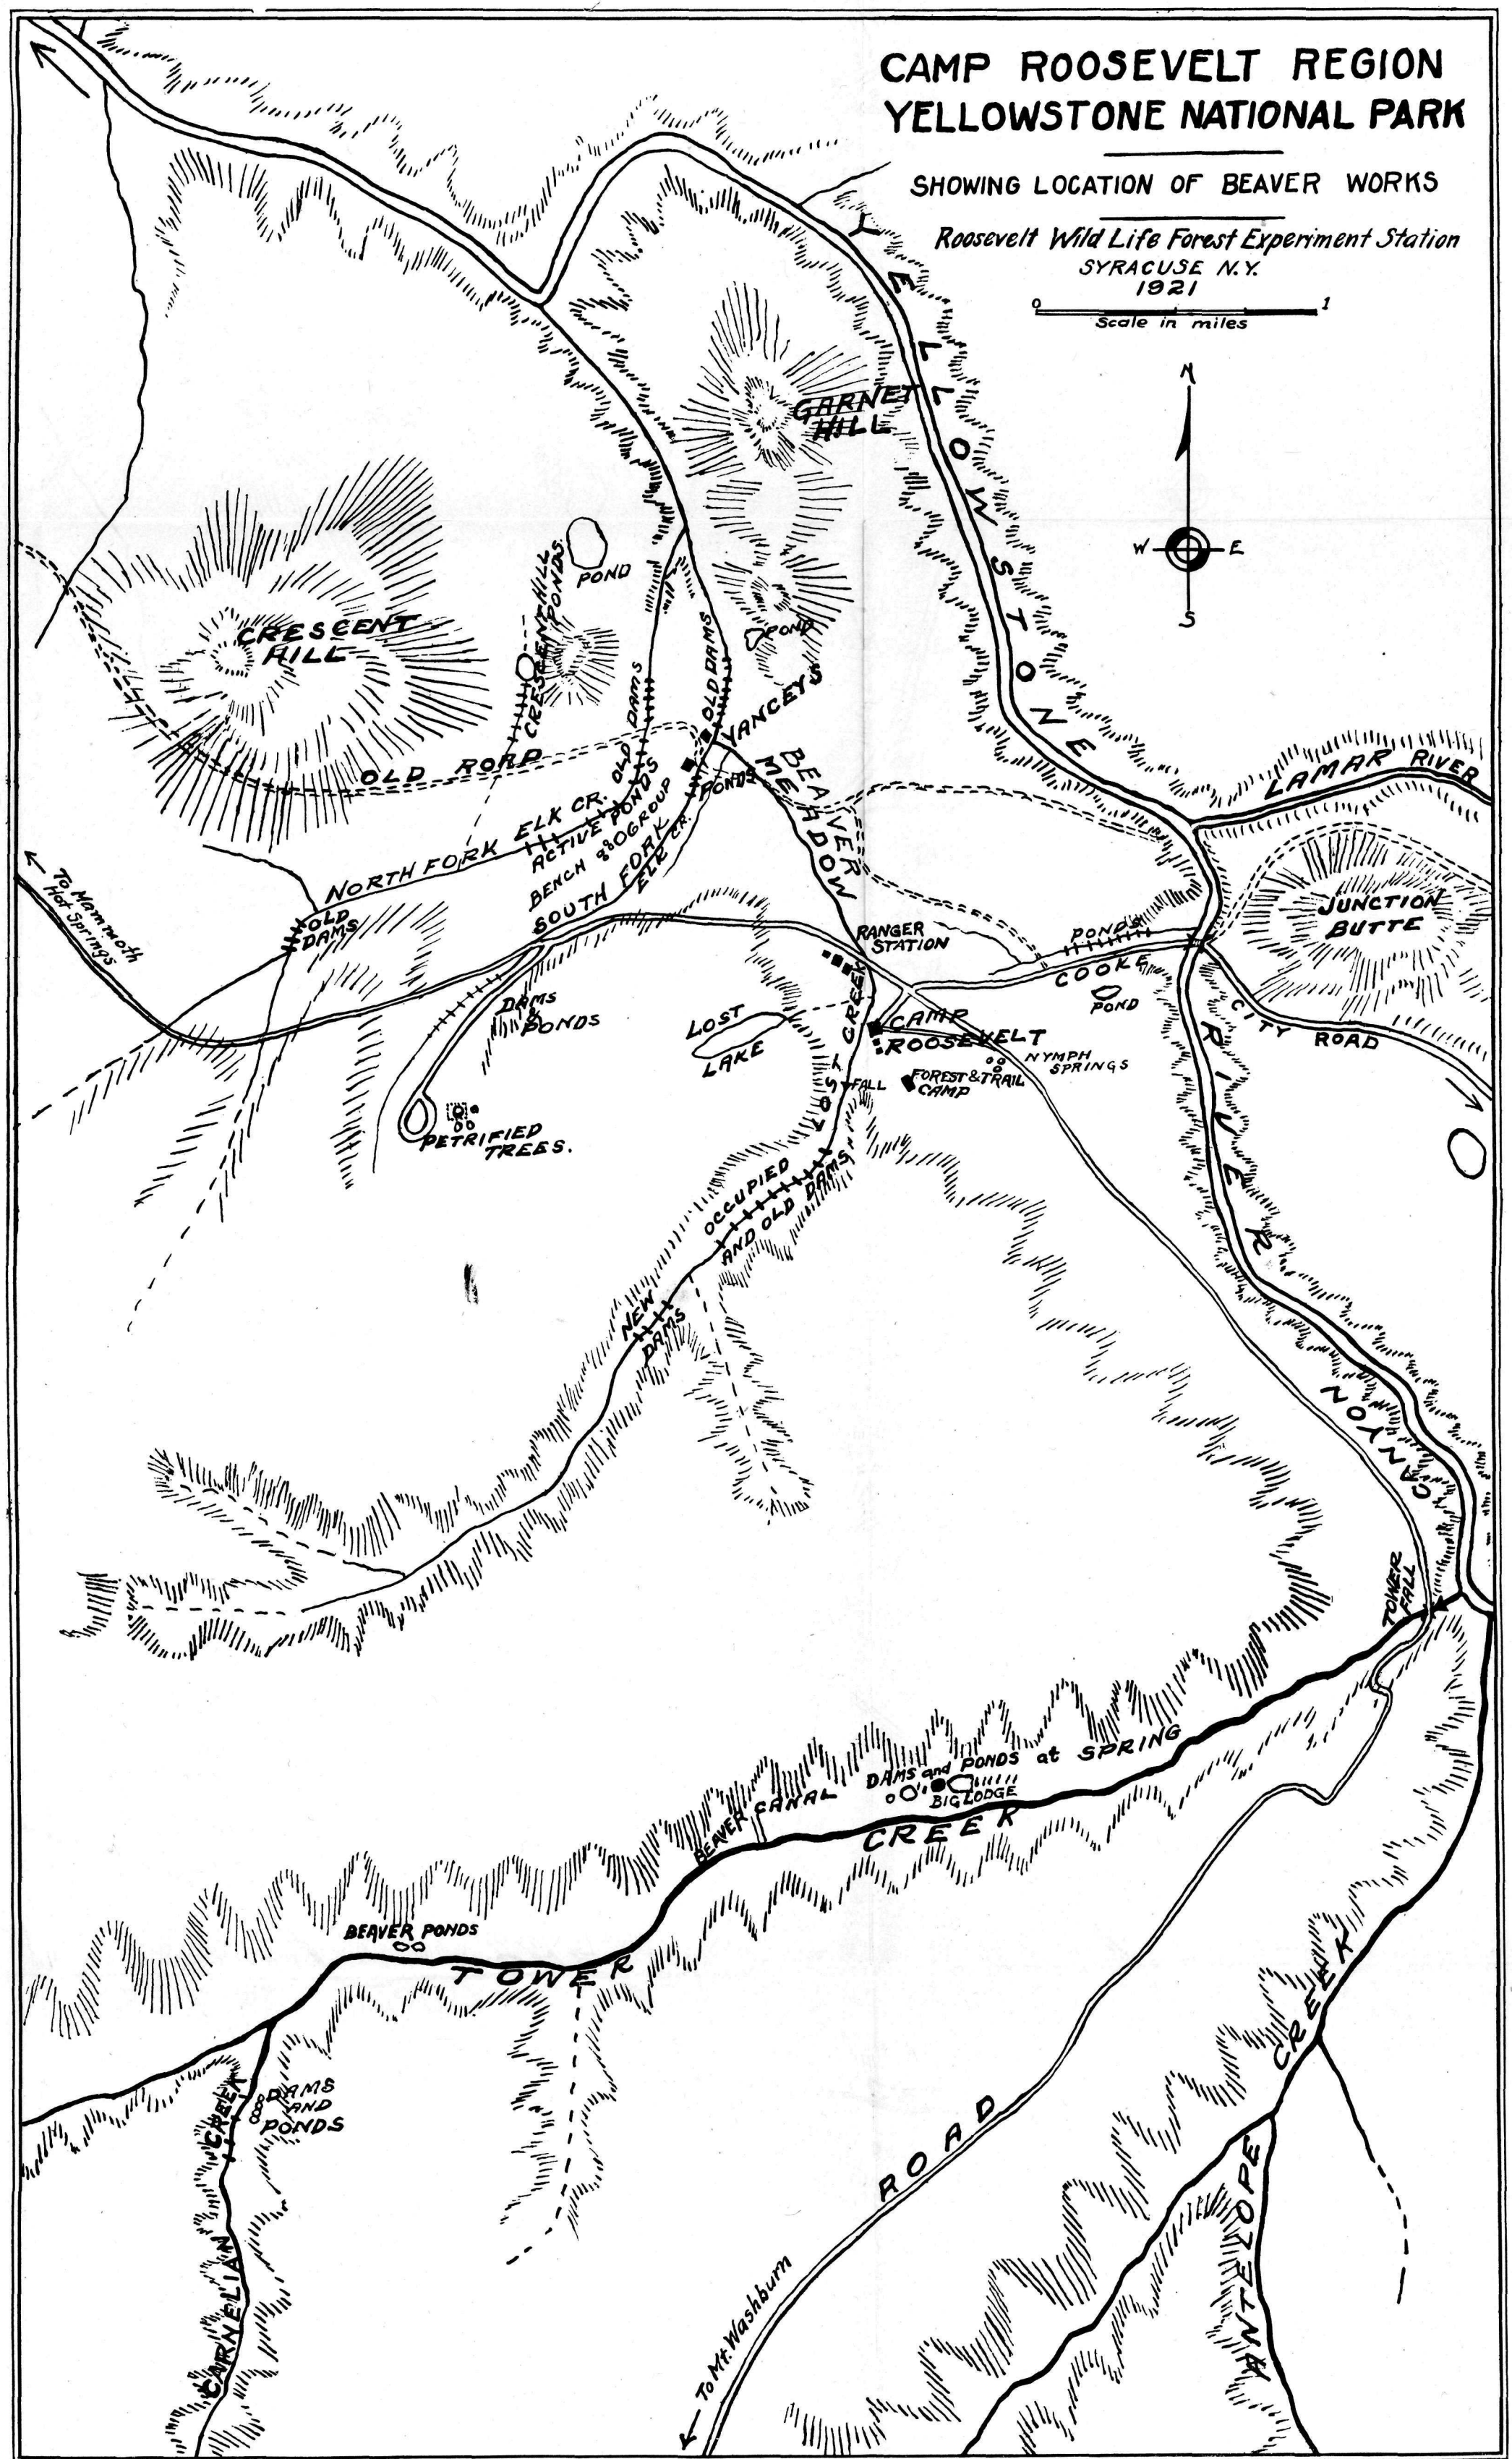 CAMP ROOSEVELT REGION
YELLOWSTONE NATIONAL PARK
SHOWING LOCATION OF BEAVER WORKS
Roosevelt Wild Life Forest Experiment Station
SYRACUSE N.Y.
1921
0 1
Scale in miles
N
W E
S
YELLOWSTONE RIVER
GARNET
HILL
CRESCENT
HILL
CRESCENT HILL
PONDS.
POND
POND
OLD DAMS
OLD DAMS
YANCEYS
OLD ROAD
BEAVER
MEADOW
PONDS
LAMAR RIVER
NORTH FORK ELK CR.
ACTIVE PONDS
BENCH GROUP
SOUTH FORK
ELK CR.
To Mammoth
Hot Springs
OLD
DAMS
JUNCTION
BUTTE
RANGER
STATION
PONDS
COOKE
CITY ROAD
POND
DAMS
& PONDS
LOST
LAKE
LOST CREEK
CAMP
ROOSEVELT
NYMPH
SPRINGS
FALL
FOREST & TRAIL
CAMP
PETRIFIED
TREES.
OCCUPIED
AND OLD DAMS
NEW
DAMS
CANYON
TOWER
FALL
DAMS and PONDS at SPRING
BIG LODGE
BEAVER CANAL
TOWER CREEK
BEAVER PONDS
DAMS
AND
PONDS
CARNELIAN CREEK
ROAD
To Mt. Washburn
ANTELOPE CREEK